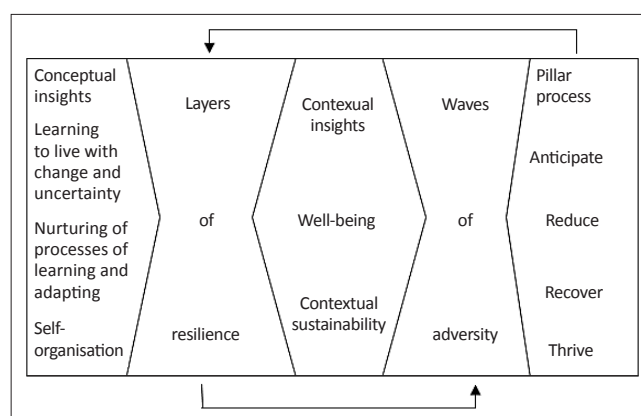 Conceptual
insights
Learning
to live with
change and
uncertainty
Nurturing of
processes of
learning and
adapting
Self-
organisation
Layers
of
resilience
Contexual
insights
Well-being
Contextual
sustainability
Waves
of
adversity
Pillar
process
Anticipate
Reduce
Recover
Thrive